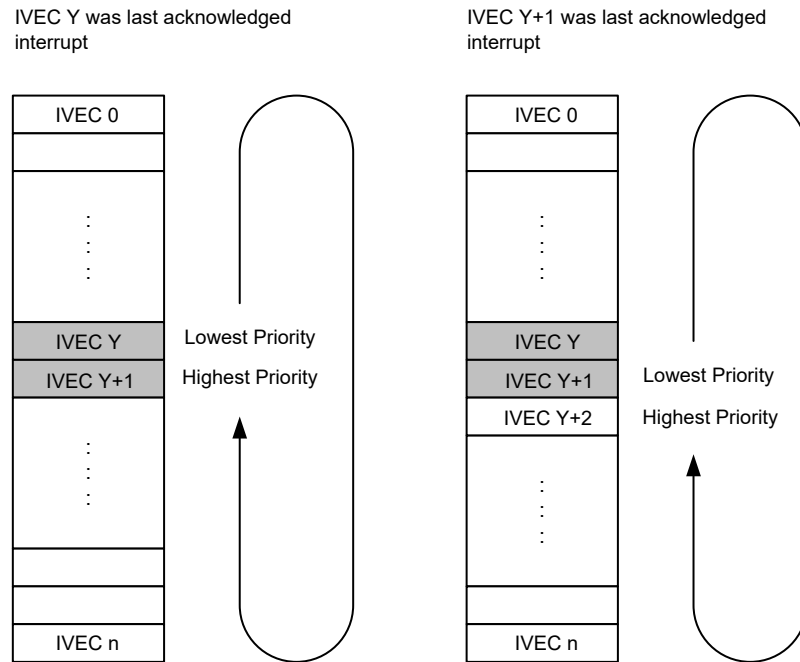 IVEC Y was last acknowledged
interrupt
IVEC 0
:
:
:
IVEC Y
Lowest Priority
IVEC Y+1
Highest Priority
:
:
:
IVEC n
IVEC Y+1 was last acknowledged
interrupt
IVEC 0
:
:
:
IVEC Y
IVEC Y+1
Lowest Priority
IVEC Y+2
Highest Priority
:
:
:
IVEC n